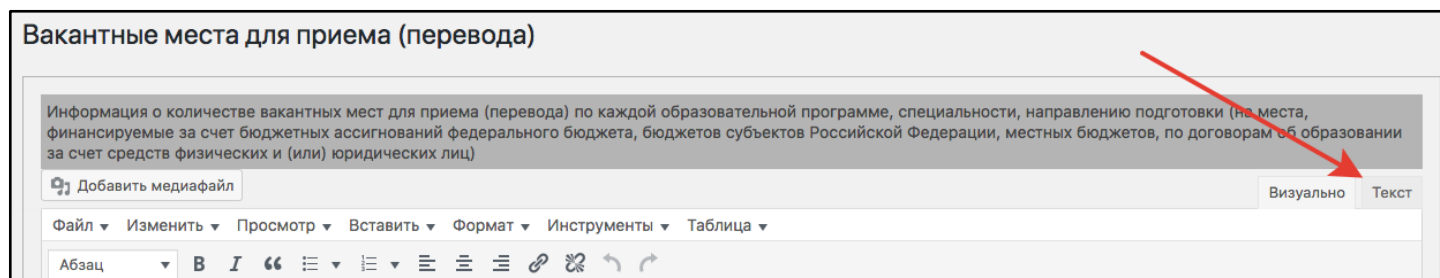 Вакантные места для приема (перевода)
Информация о количестве вакантных мест для приема (перевода) по каждой образовательной программе, специальности, направлению подготовки (на места,
финансируемые за счет бюджетных ассигнований федерального бюджета, бюджетов субъектов Российской Федерации, местных бюджетов, по договорам об образовании
за счет средств физических и (или) юридических лиц)
Добавить медиафайл
Визуально Текст
Файл Изменить Просмотр Вставить Формат Инструменты Таблица
Абзац B I